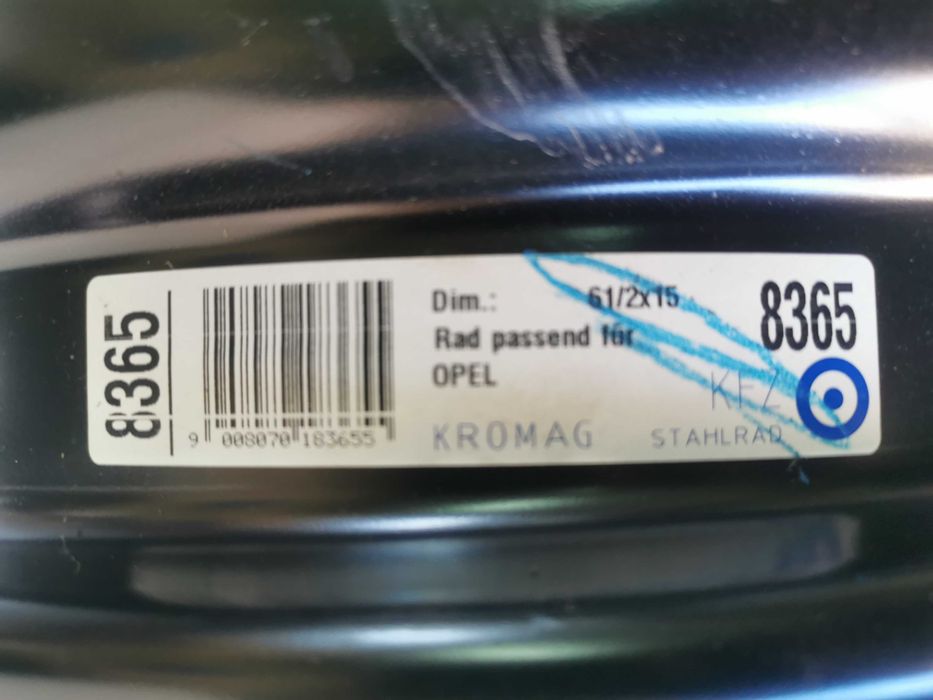 8365
9 008070 183655
Dim.: 61/2x15
Rad passend für
OPEL
KROMAG
8365
KFZ
STAHLRAD